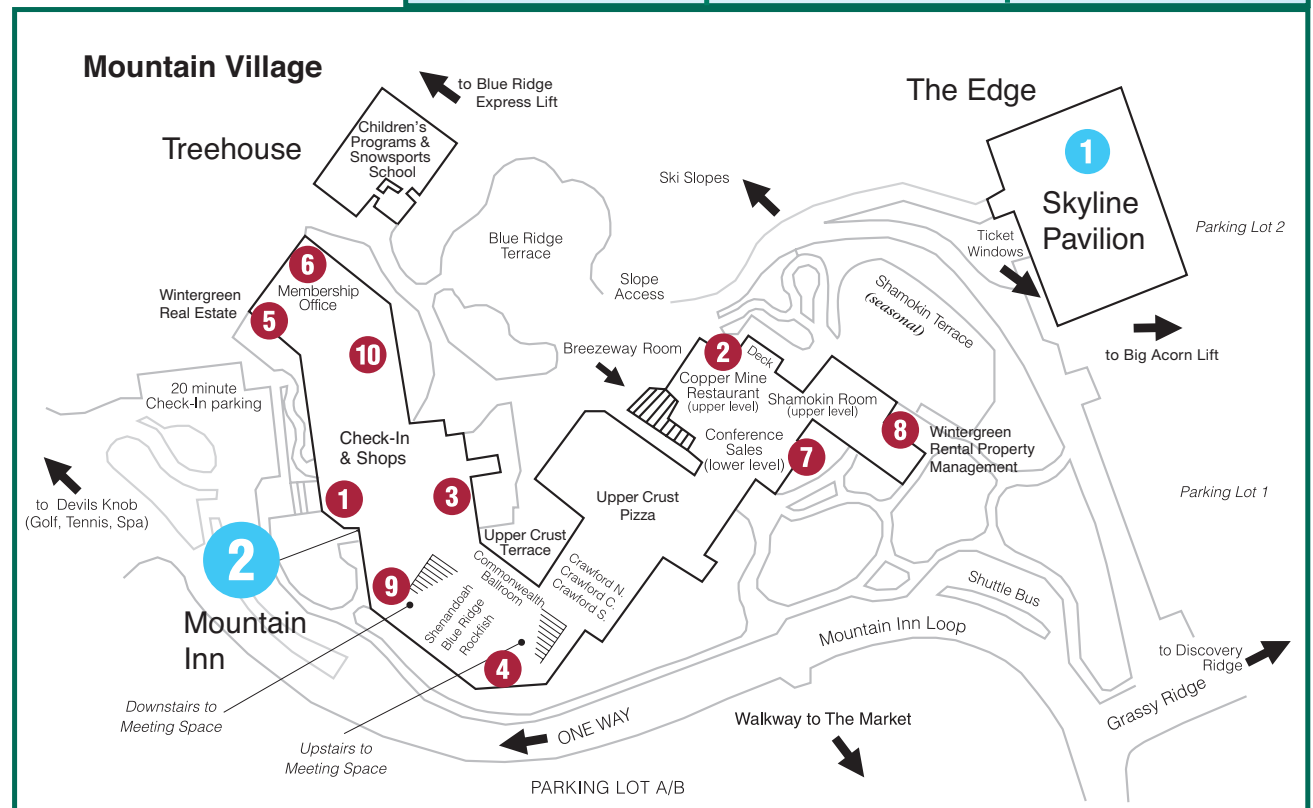 Mountain Village
to Blue Ridge
Express Lift
The Edge
Children's
Programs &
Snowsports
School
Treehouse
1
Skyline
Pavilion
Ski Slopes
Parking Lot 2
Ticket
Windows
Blue Ridge
Terrace
Slope
Access
Shamokin Terrace
(seasonal)
6
Membership
Office
Wintergreen
Real Estate
5
10
Breezeway Room
2
Deck
to Big Acorn Lift
Copper Mine
Restaurant
(upper level)
Shamokin Room
(upper level)
20 minute
Check-In parking
8
Wintergreen
Rental Property
Management
Check-In
& Shops
Conference
Sales
(lower level)
7
1
3
Upper Crust
Pizza
Parking Lot 1
to Devils Knob
(Golf, Tennis, Spa)
Upper Crust
Terrace
2
Mountain
Inn
9
Commonwealth
Ballroom
Crawford N.
Crawford C.
Crawford S.
Shenandoah
Blue Ridge
Rockfish
4
Shuttle Bus
Mountain Inn Loop
to Discovery
Ridge
Grassy Ridge
Downstairs to
Meeting Space
Upstairs to
Meeting Space
ONE WAY
Walkway to The Market
PARKING LOT A/B